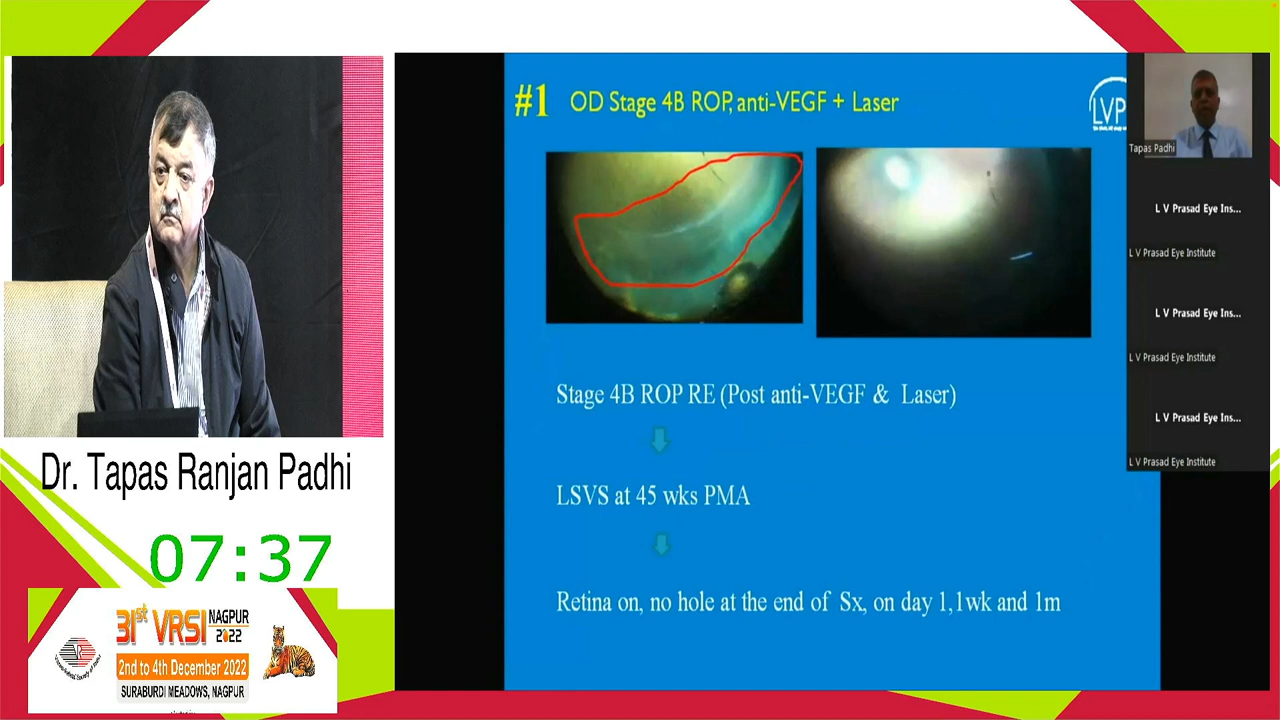 Dr. Tapas Ranjan Padhi
07:37
31st VRSI NAGPUR 2022
2nd to 4th December 2022
SURABURDI MEADOWS, NAGPUR
#1 OD Stage 4B ROP, anti-VEGF + Laser
LVP
Stage 4B ROP RE (Post anti-VEGF & Laser)
LSVS at 45 wks PMA
Retina on, no hole at the end of Sx, on day 1,1wk and 1m
Tapas Padhi
L V Prasad Eye Ins...
L V Prasad Eye Institute
L V Prasad Eye Ins...
L V Prasad Eye Institute
L V Prasad Eye Ins...
L V Prasad Eye Institute